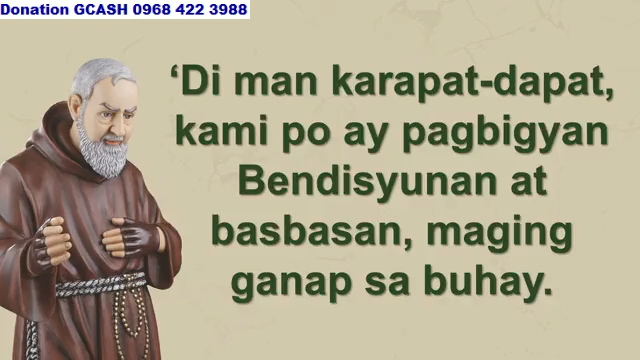 Donation GCASH 0968 422 3988
‘Di man karapat-dapat,
kami po ay pagbigyan
Bendisyunan at
basbasan, maging
ganap sa buhay.